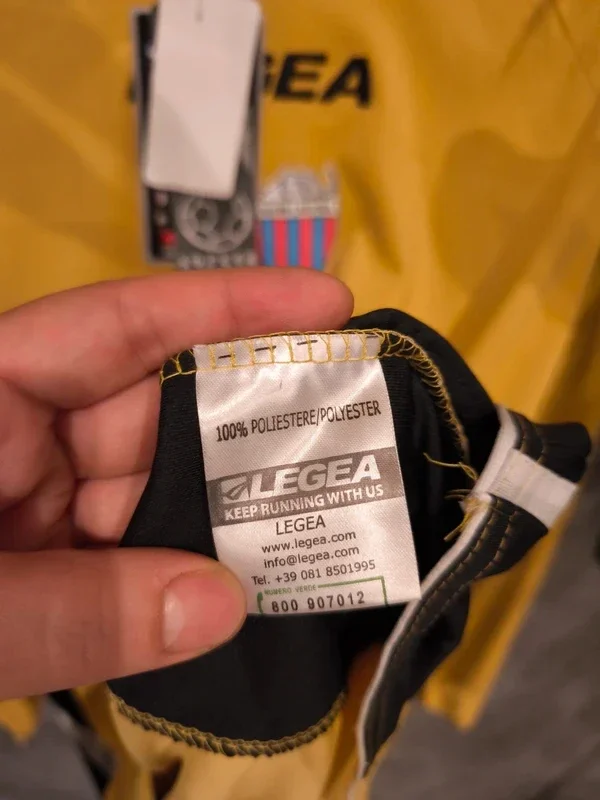 EA
100% POLIESTERE/POLYESTER
LEGEA
KEEP RUNNING WITH US
LEGEA
www.legea.com
info@legea.com
Tel. +39 081 8501995
NUMERO VERDE
800 907012